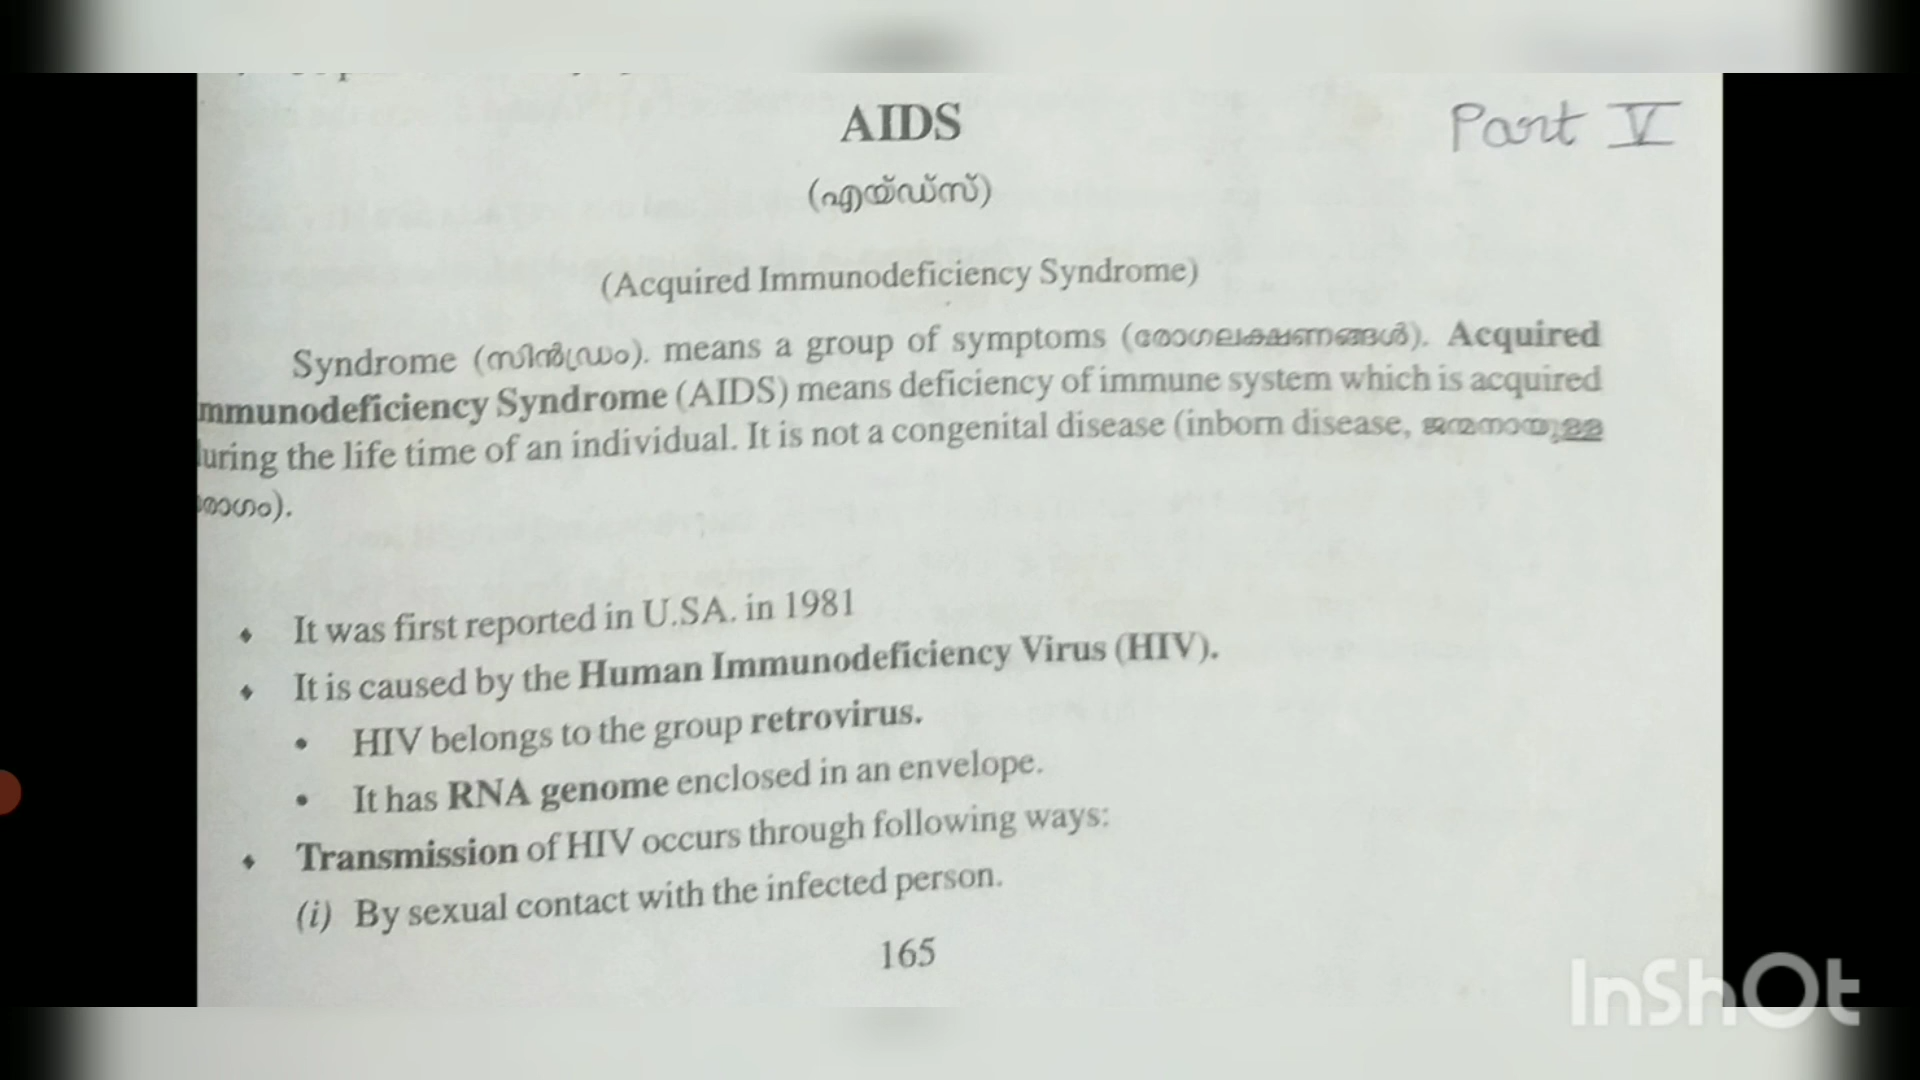 AIDS
Part V
(എയ്ഡ്സ്)
(Acquired Immunodeficiency Syndrome)
Syndrome (സിൻഡ്രം). means a group of symptoms (രോഗലക്ഷണങ്ങൾ). Acquired
mmunodeficiency Syndrome (AIDS) means deficiency of immune system which is acquired
uring the life time of an individual. It is not a congenital disease (inborn disease, ജന്മനായുള്ള
രോഗം).
It was first reported in U.SA. in 1981
It is caused by the Human Immunodeficiency Virus (HIV).
• HIV belongs to the group retrovirus.
• It has RNA genome enclosed in an envelope.
Transmission of HIV occurs through following ways:
(i) By sexual contact with the infected person.
165
InShOt